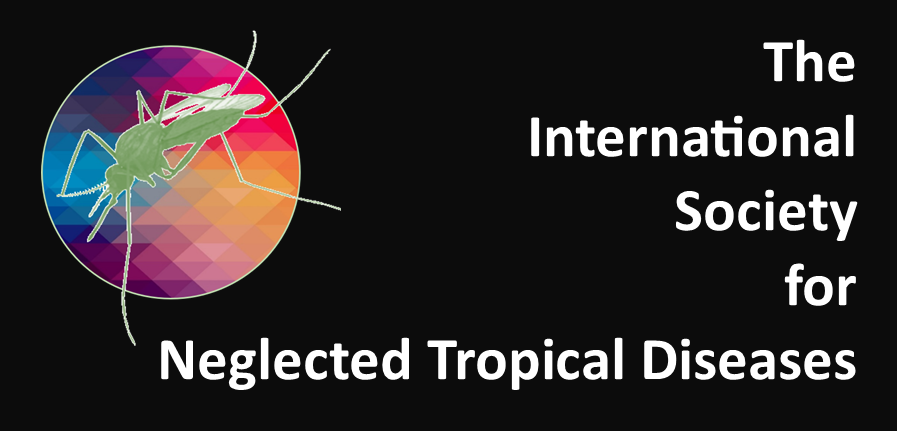 The
International
Society
for
Neglected Tropical Diseases